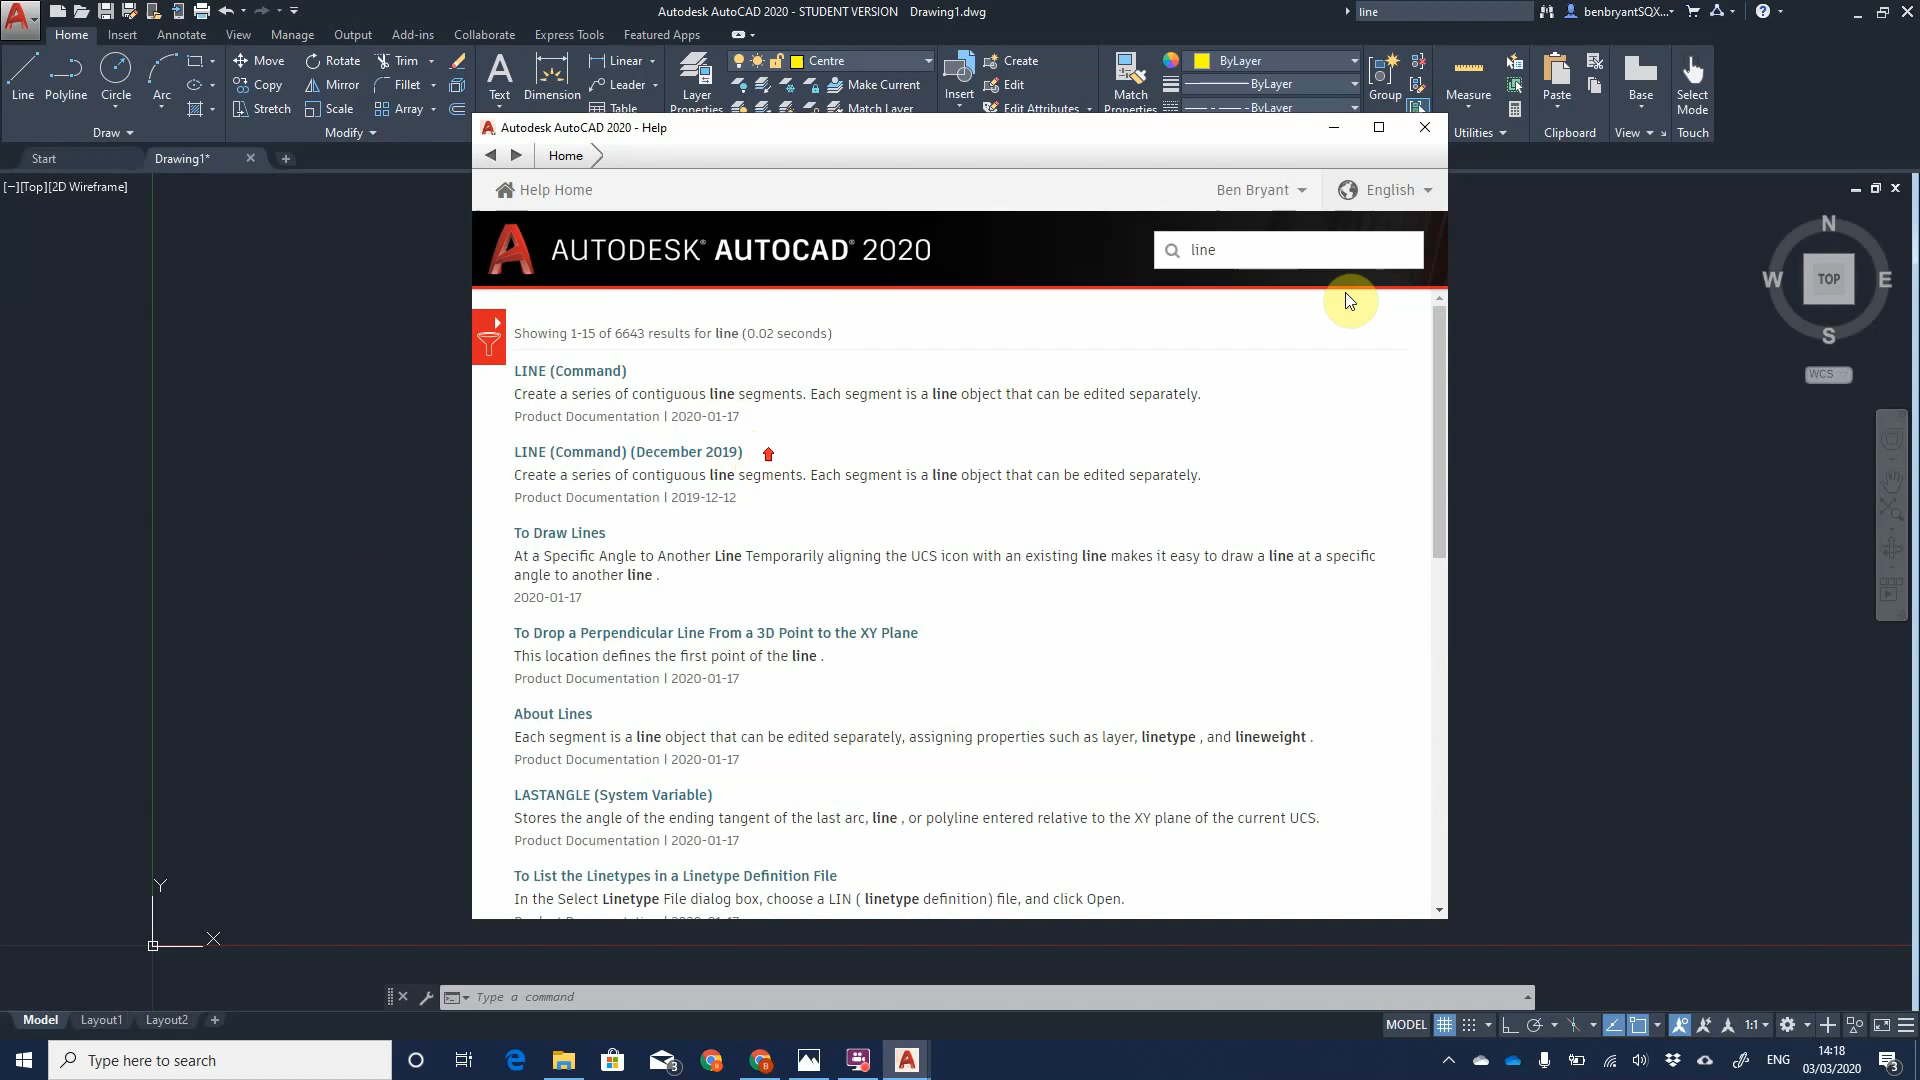 Autodesk AutoCAD 2020 - STUDENT VERSION Drawing1.dwg
line
benbryantSQX...
Home Insert Annotate View Manage Output Add-ins Collaborate Express Tools Featured Apps
Line Polyline Circle Arc
Move Rotate Trim
Copy Mirror Fillet
Stretch Scale Array
Text Dimension
Linear
Leader
Table
Layer
Properties
Centre
Make Current
Match Layer
Insert
Create
Edit
Edit Attributes
Match
Properties
ByLayer
ByLayer
ByLayer
Group
Measure
Paste
Base
Select
Mode
Draw Modify Utilities Clipboard View Touch
Start Drawing1*
[−][Top][2D Wireframe]
Autodesk AutoCAD 2020 - Help
Home
Help Home Ben Bryant English
AUTODESK® AUTOCAD® 2020
line
Showing 1-15 of 6643 results for line (0.02 seconds)
LINE (Command)
Create a series of contiguous line segments. Each segment is a line object that can be edited separately.
Product Documentation | 2020-01-17
LINE (Command) (December 2019)
Create a series of contiguous line segments. Each segment is a line object that can be edited separately.
Product Documentation | 2019-12-12
To Draw Lines
At a Specific Angle to Another Line Temporarily aligning the UCS icon with an existing line makes it easy to draw a line at a specific
angle to another line .
2020-01-17
To Drop a Perpendicular Line From a 3D Point to the XY Plane
This location defines the first point of the line .
Product Documentation | 2020-01-17
About Lines
Each segment is a line object that can be edited separately, assigning properties such as layer, linetype , and lineweight .
Product Documentation | 2020-01-17
LASTANGLE (System Variable)
Stores the angle of the ending tangent of the last arc, line , or polyline entered relative to the XY plane of the current UCS.
Product Documentation | 2020-01-17
To List the Linetypes in a Linetype Definition File
In the Select Linetype File dialog box, choose a LIN ( linetype definition) file, and click Open.
Product Documentation | 2020-01-17
N
W TOP E
S
WCS
Y
X
Type a command
Model Layout1 Layout2
MODEL 1:1
Type here to search
3
ENG
14:18
03/03/2020
3